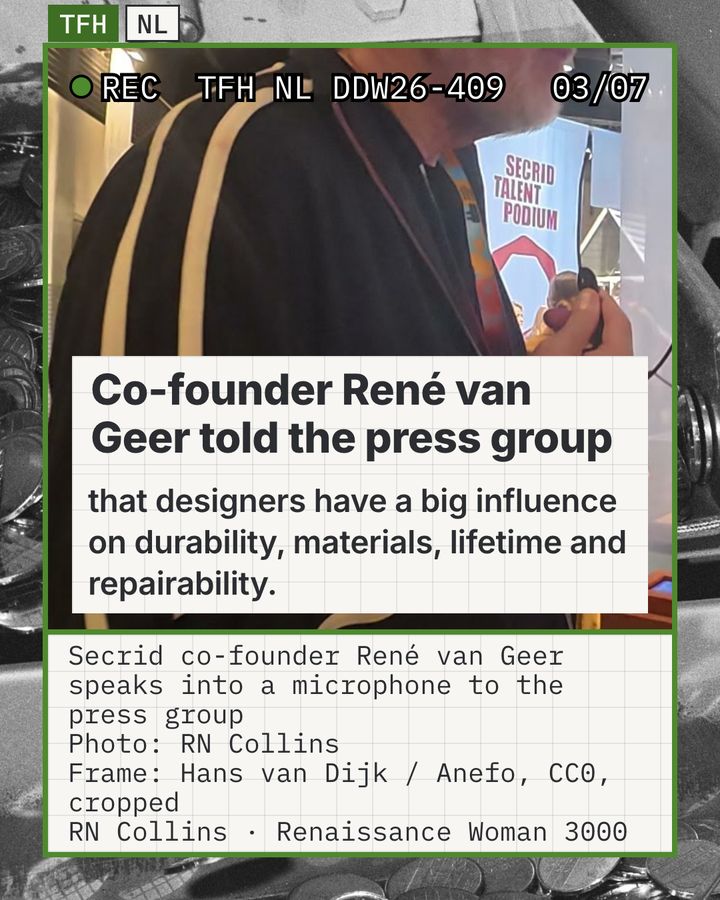 TFH NL
REC TFH NL DDW26-409 03/07
SECRID
TALENT
PODIUM
Co-founder René van
Geer told the press group
that designers have a big influence
on durability, materials, lifetime and
repairability.
Secrid co-founder René van Geer
speaks into a microphone to the
press group
Photo: RN Collins
Frame: Hans van Dijk / Anefo, CC0,
cropped
RN Collins · Renaissance Woman 3000